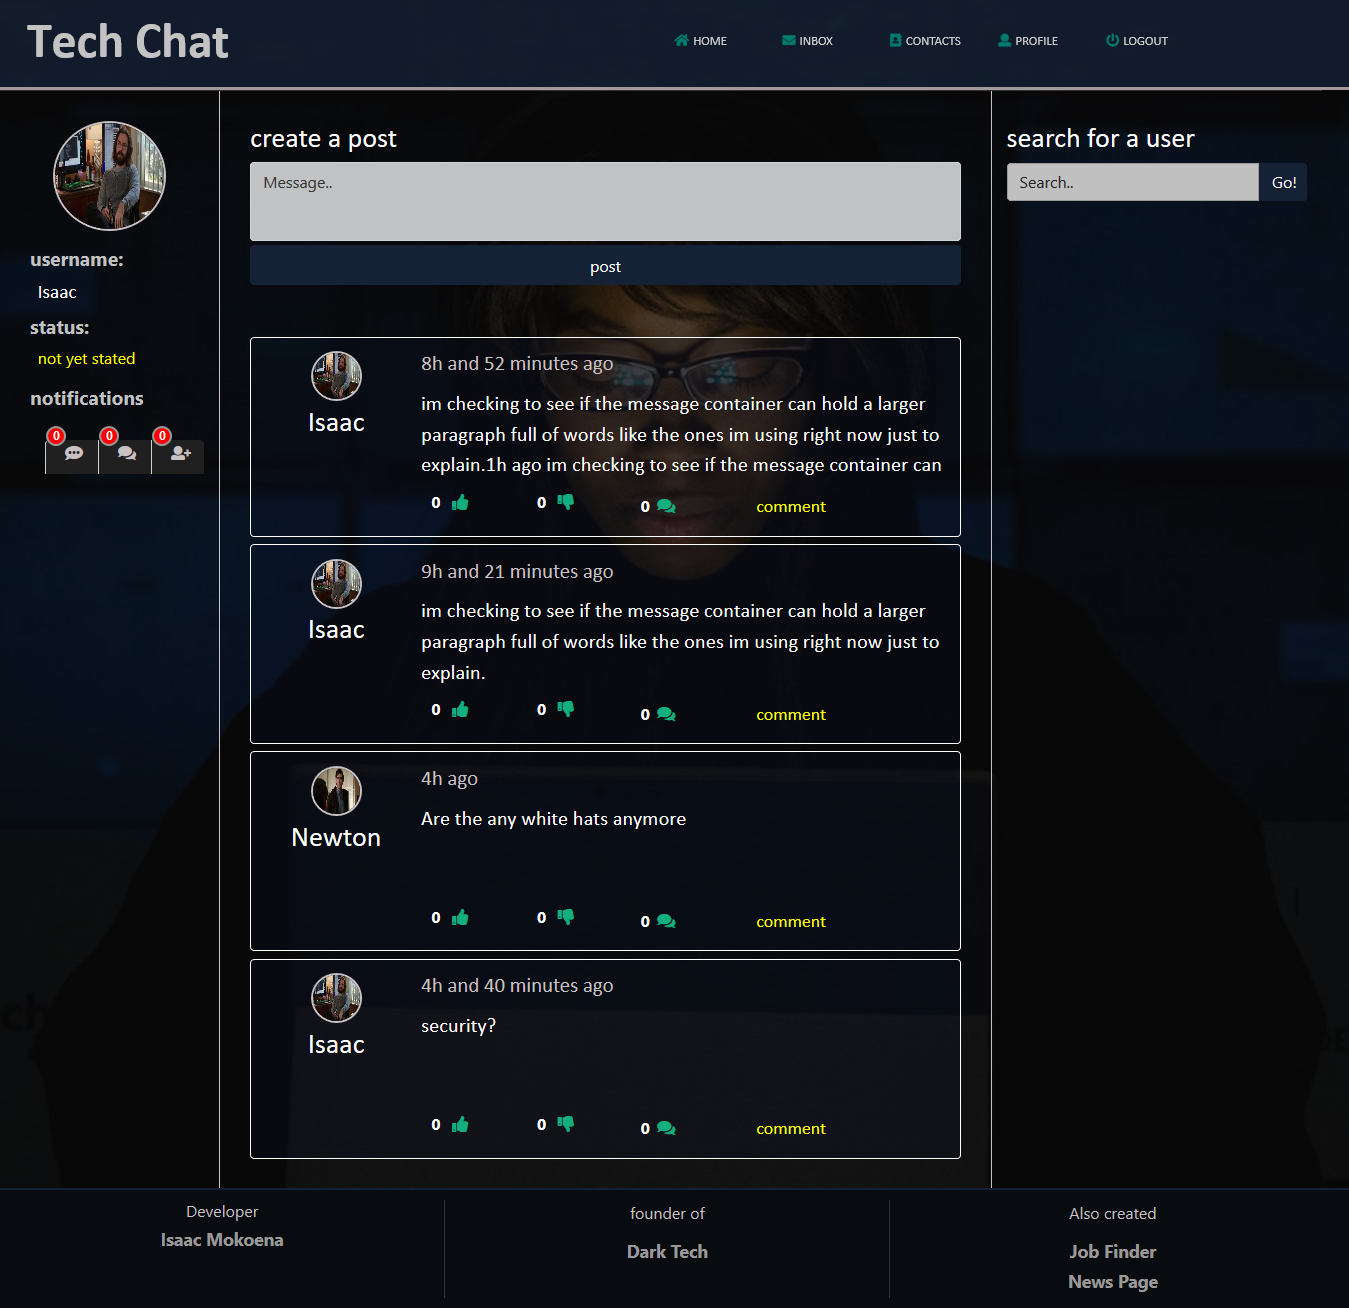 Tech Chat
HOME
INBOX
CONTACTS
PROFILE
LOGOUT
username:
Isaac
status:
not yet stated
notifications
0
0
0
create a post
Message..
post
8h and 52 minutes ago
Isaac
im checking to see if the message container can hold a larger
paragraph full of words like the ones im using right now just to
explain.1h ago im checking to see if the message container can
0
0
0
comment
9h and 21 minutes ago
Isaac
im checking to see if the message container can hold a larger
paragraph full of words like the ones im using right now just to
explain.
0
0
0
comment
4h ago
Newton
Are the any white hats anymore
0
0
0
comment
4h and 40 minutes ago
Isaac
security?
0
0
0
comment
search for a user
Search..
Go!
Developer
Isaac Mokoena
founder of
Dark Tech
Also created
Job Finder
News Page